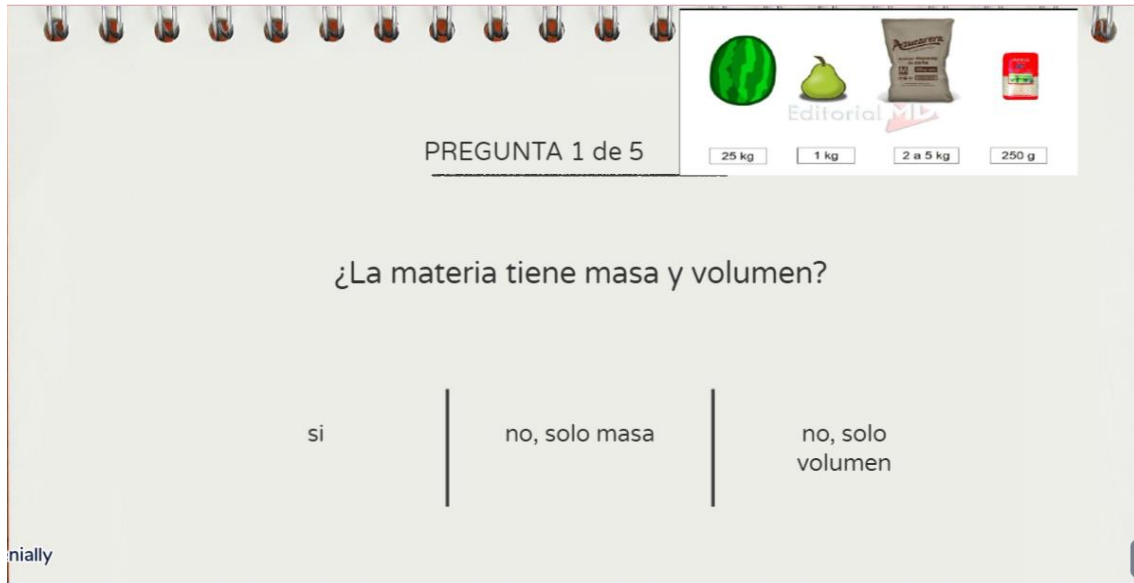 Azucarera
Editorial MD
25 kg
1 kg
2 a 5 kg
250 g
PREGUNTA 1 de 5
¿La materia tiene masa y volumen?
si
no, solo masa
no, solo
volumen
nially